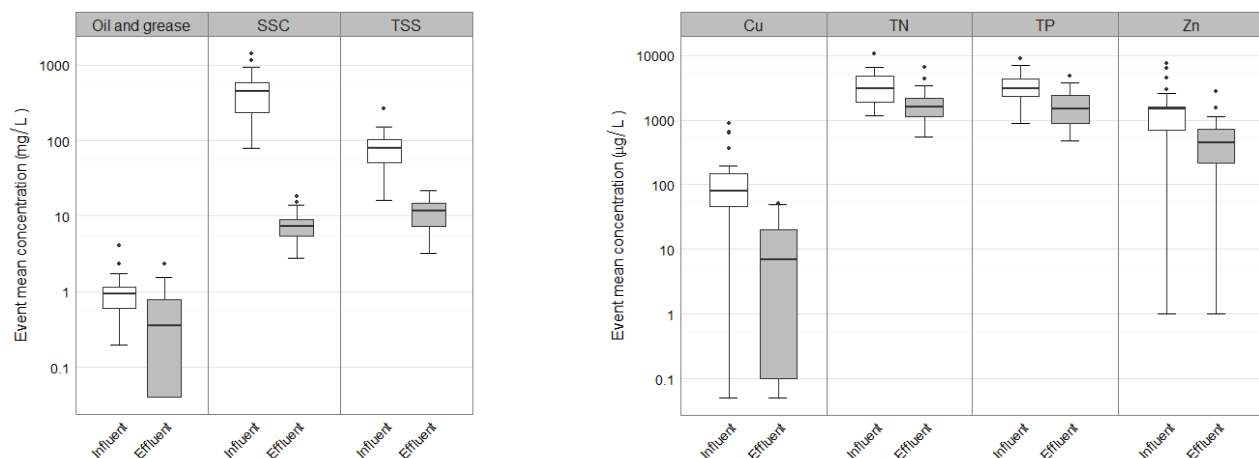 Oil and grease SSC TSS
Event mean concentration (mg/L)
1000
100
10
1
0.1
Influent Effluent Influent Effluent Influent Effluent
Cu TN TP Zn
Event mean concentration (µg/L)
10000
1000
100
10
1
0.1
Influent Effluent Influent Effluent Influent Effluent Influent Effluent